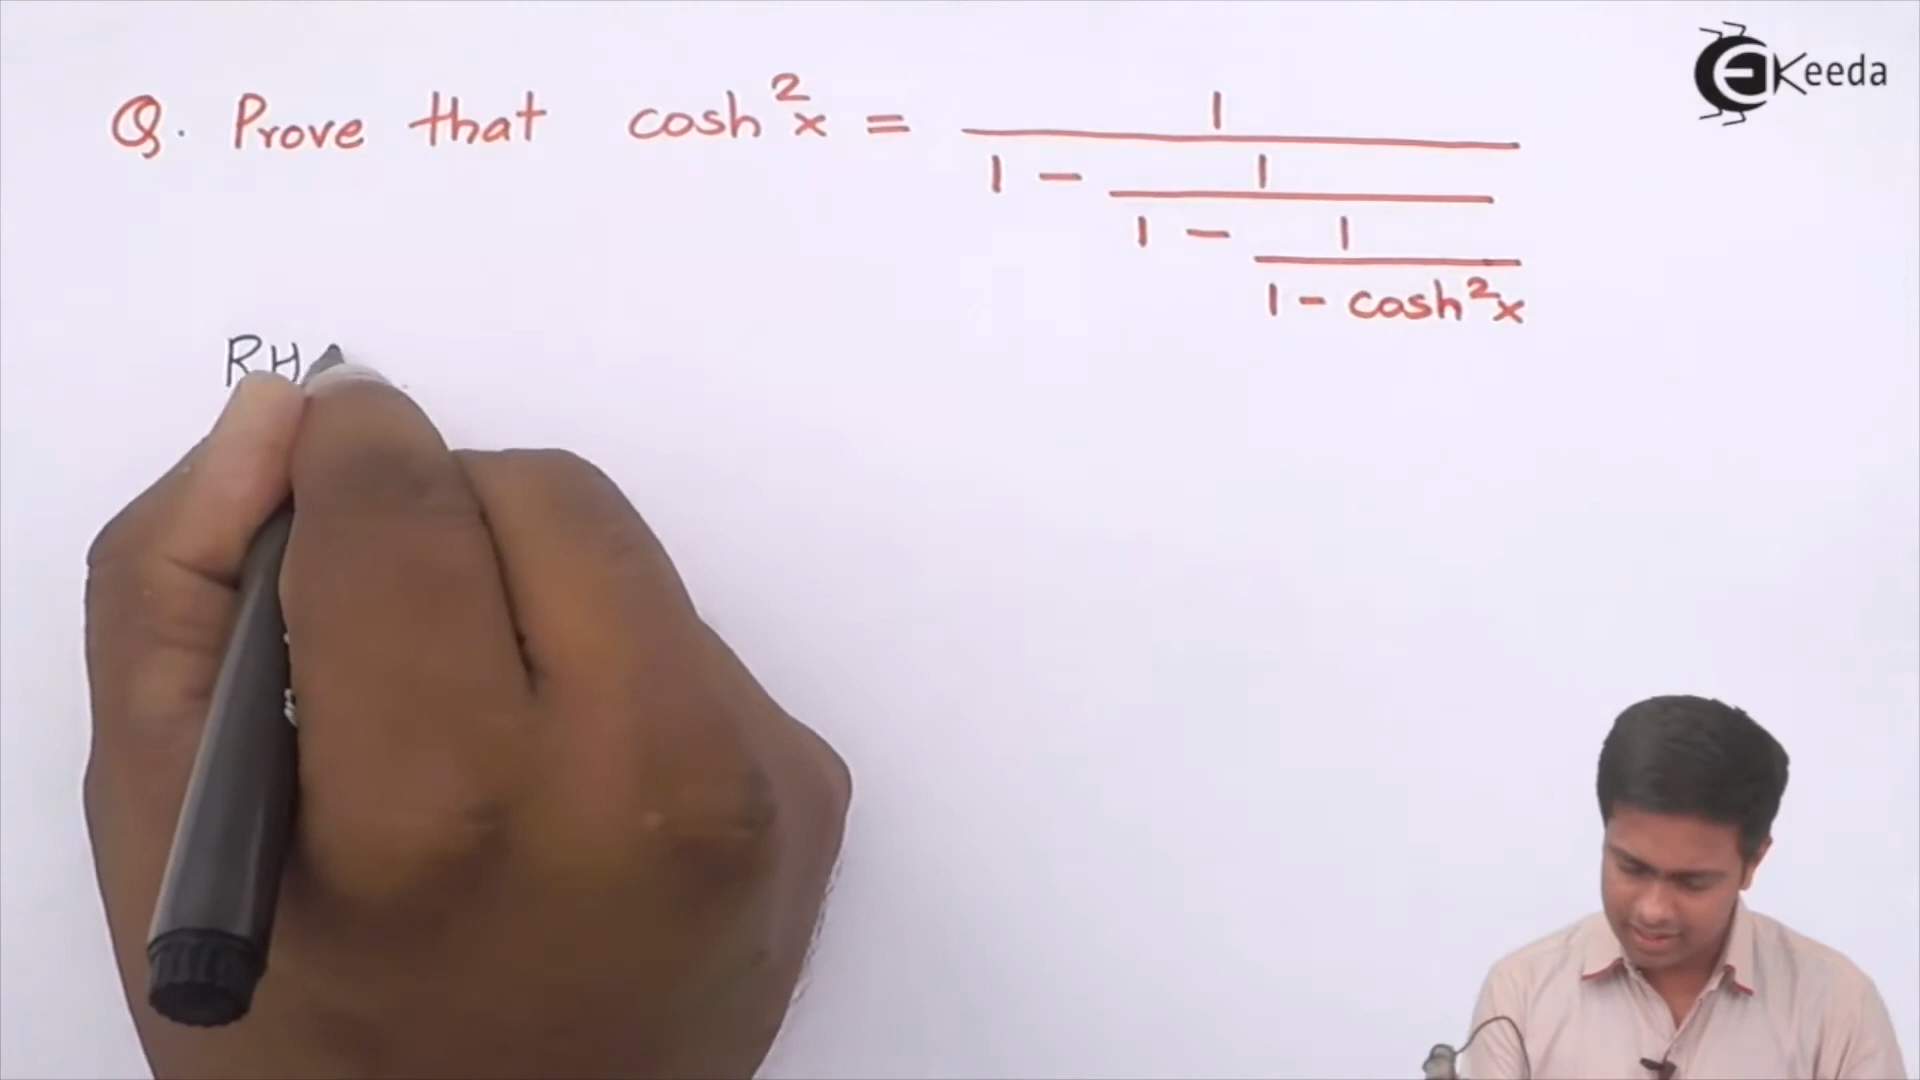 Keeda
Q. Prove that cosh²x = 1
1 - 1
1 - 1
1 - cosh²x
RH